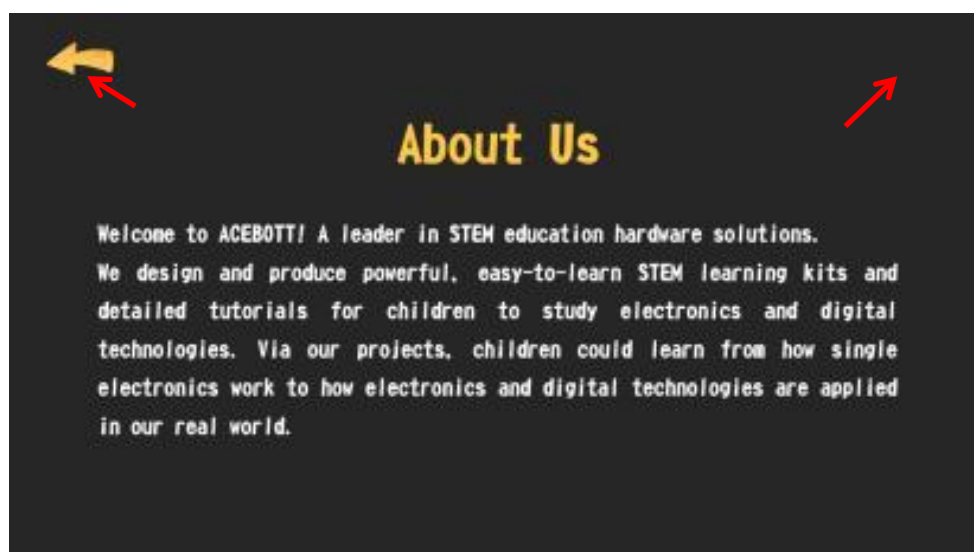 About Us
Welcome to ACEBOTT! A leader in STEM education hardware solutions.
We design and produce powerful, easy-to-learn STEM learning kits and
detailed tutorials for children to study electronics and digital
technologies. Via our projects, children could learn from how single
electronics work to how electronics and digital technologies are applied
in our real world.